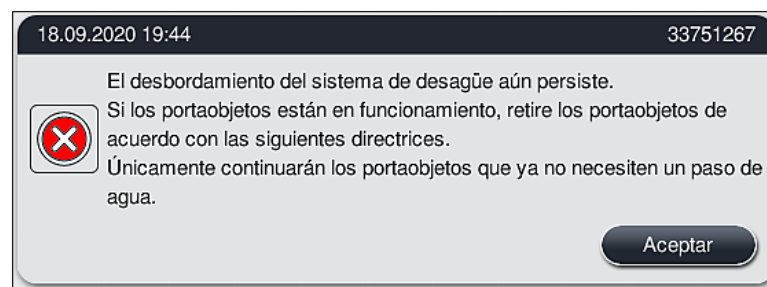 18.09.2020 19:44 33751267
El desbordamiento del sistema de desagüe aún persiste.
Si los portaobjetos están en funcionamiento, retire los portaobjetos de
acuerdo con las siguientes directrices.
Únicamente continuarán los portaobjetos que ya no necesiten un paso de
agua.
Aceptar